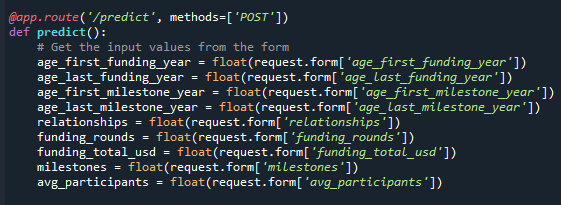 @app.route('/predict', methods=['POST'])
def predict():
    # Get the input values from the form
    age_first_funding_year = float(request.form['age_first_funding_year'])
    age_last_funding_year = float(request.form['age_last_funding_year'])
    age_first_milestone_year = float(request.form['age_first_milestone_year'])
    age_last_milestone_year = float(request.form['age_last_milestone_year'])
    relationships = float(request.form['relationships'])
    funding_rounds = float(request.form['funding_rounds'])
    funding_total_usd = float(request.form['funding_total_usd'])
    milestones = float(request.form['milestones'])
    avg_participants = float(request.form['avg_participants'])